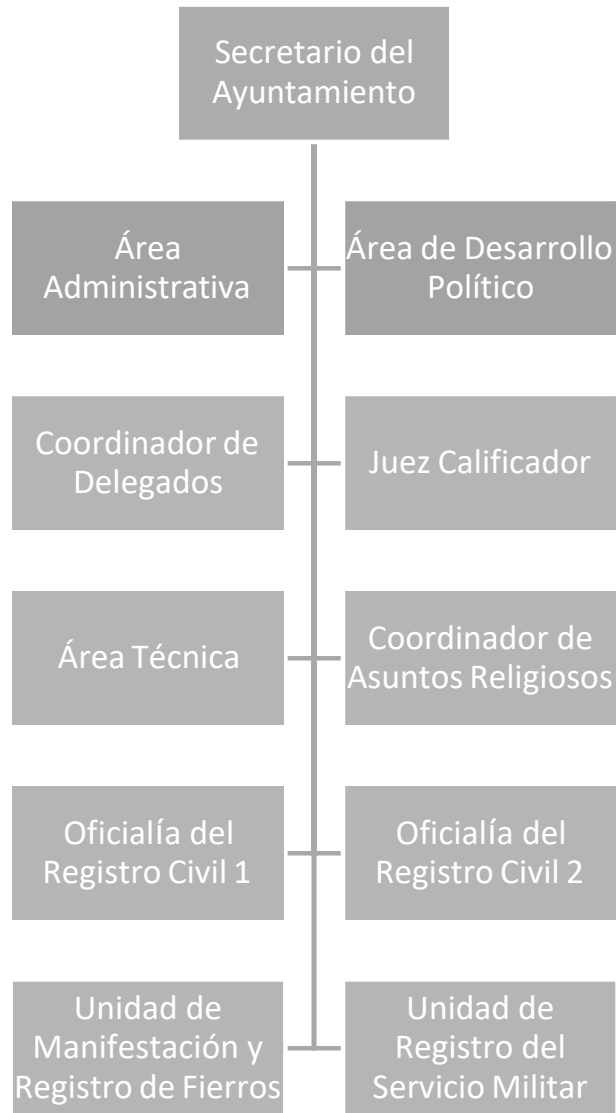 Secretario del
Ayuntamiento
Área
Administrativa
Área de Desarrollo
Político
Coordinador de
Delegados
Juez Calificador
Área Técnica
Coordinador de
Asuntos Religiosos
Oficialía del
Registro Civil 1
Oficialía del
Registro Civil 2
Unidad de
Manifestación y
Registro de Fierros
Unidad de
Registro del
Servicio Militar